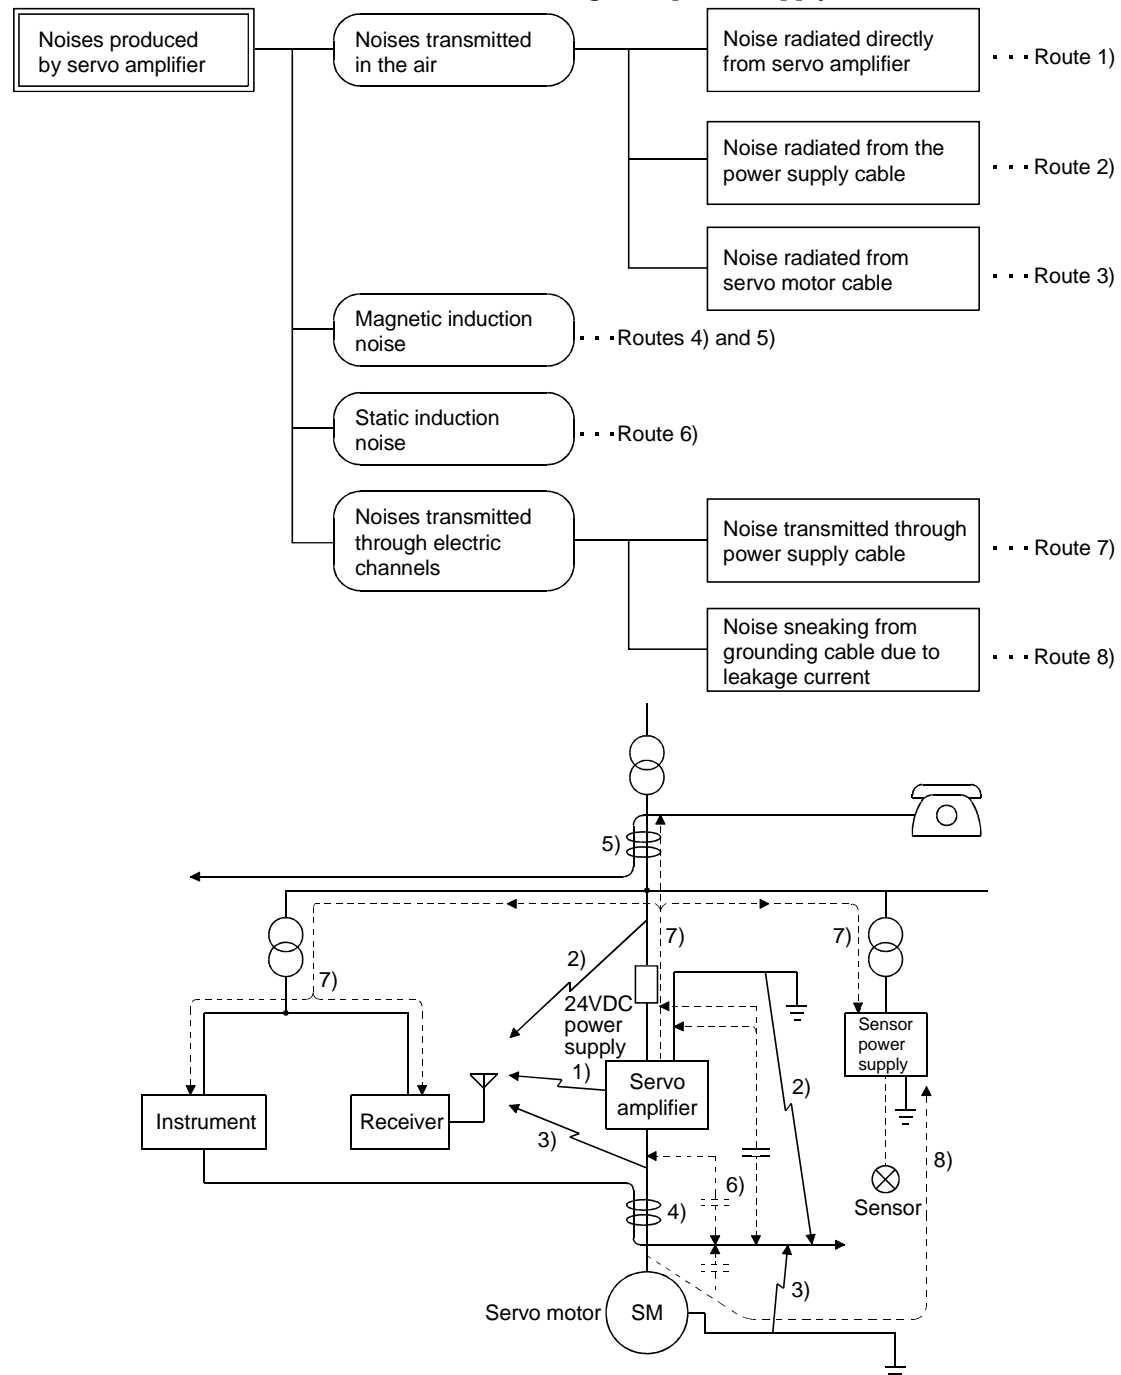 Noises produced
by servo amplifier
Noises transmitted
in the air
Noise radiated directly
from servo amplifier
· · · Route 1)
Noise radiated from the
power supply cable
· · · Route 2)
Noise radiated from
servo motor cable
· · · Route 3)
Magnetic induction
noise
· · · Routes 4) and 5)
Static induction
noise
· · · Route 6)
Noises transmitted
through electric
channels
Noise transmitted through
power supply cable
· · · Route 7)
Noise sneaking from
grounding cable due to
leakage current
· · · Route 8)
5)
7)
7)
2)
7)
24VDC
power
supply
Sensor
power
supply
1)
Servo
amplifier
2)
Instrument
Receiver
3)
8)
6)
Sensor
4)
3)
Servo motor
SM